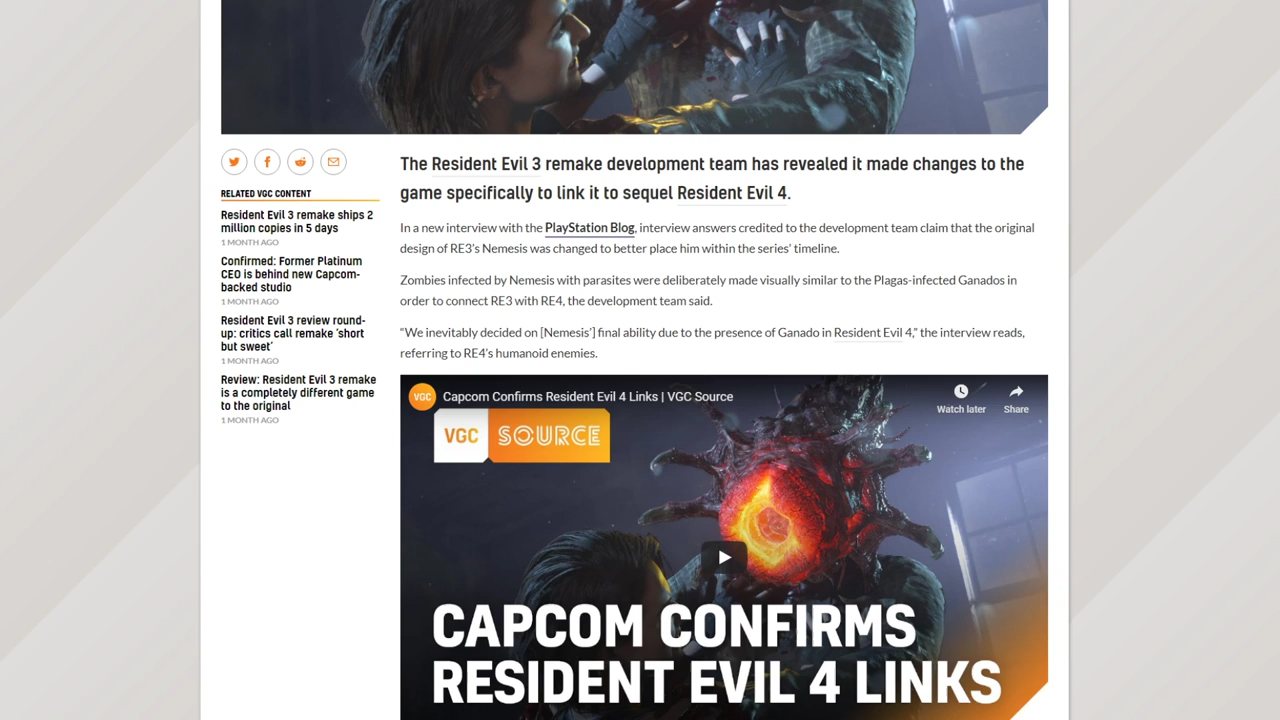 RELATED VGC CONTENT
Resident Evil 3 remake ships 2
million copies in 5 days
1 MONTH AGO
Confirmed: Former Platinum
CEO is behind new Capcom-
backed studio
1 MONTH AGO
Resident Evil 3 review round-
up: critics call remake ‘short
but sweet’
1 MONTH AGO
Review: Resident Evil 3 remake
is a completely different game
to the original
1 MONTH AGO
The Resident Evil 3 remake development team has revealed it made changes to the
game specifically to link it to sequel Resident Evil 4.
In a new interview with the PlayStation Blog, interview answers credited to the development team claim that the original
design of RE3’s Nemesis was changed to better place him within the series’ timeline.
Zombies infected by Nemesis with parasites were deliberately made visually similar to the Plagas-infected Ganados in
order to connect RE3 with RE4, the development team said.
“We inevitably decided on [Nemesis’] final ability due to the presence of Ganado in Resident Evil 4,” the interview reads,
referring to RE4’s humanoid enemies.
VGC
Capcom Confirms Resident Evil 4 Links | VGC Source
Watch later
Share
VGC SOURCE
CAPCOM CONFIRMS
RESIDENT EVIL 4 LINKS